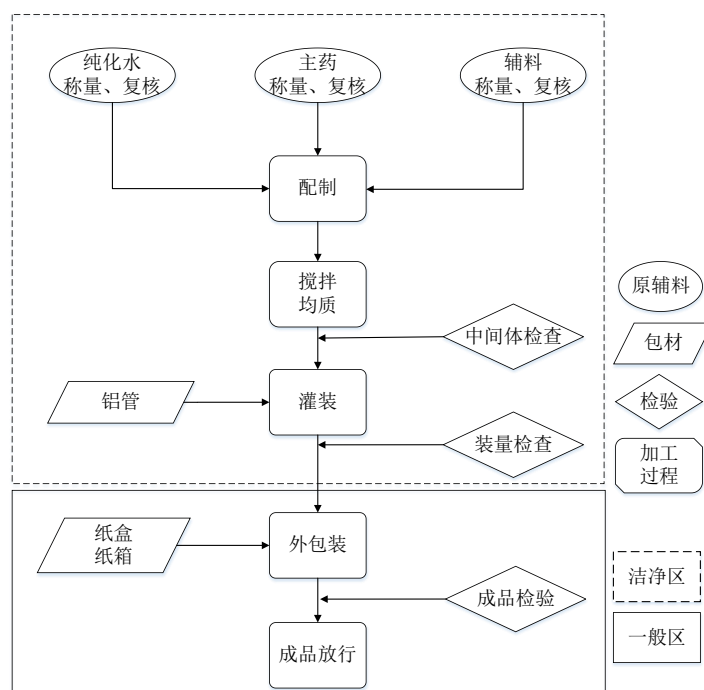 纯化水
称量、复核
主药
称量、复核
辅料
称量、复核
配制
搅拌
均质
中间体检查
铝管
灌装
装量检查
纸盒
纸箱
外包装
成品检验
成品放行
原辅料
包材
检验
加工
过程
洁净区
一般区